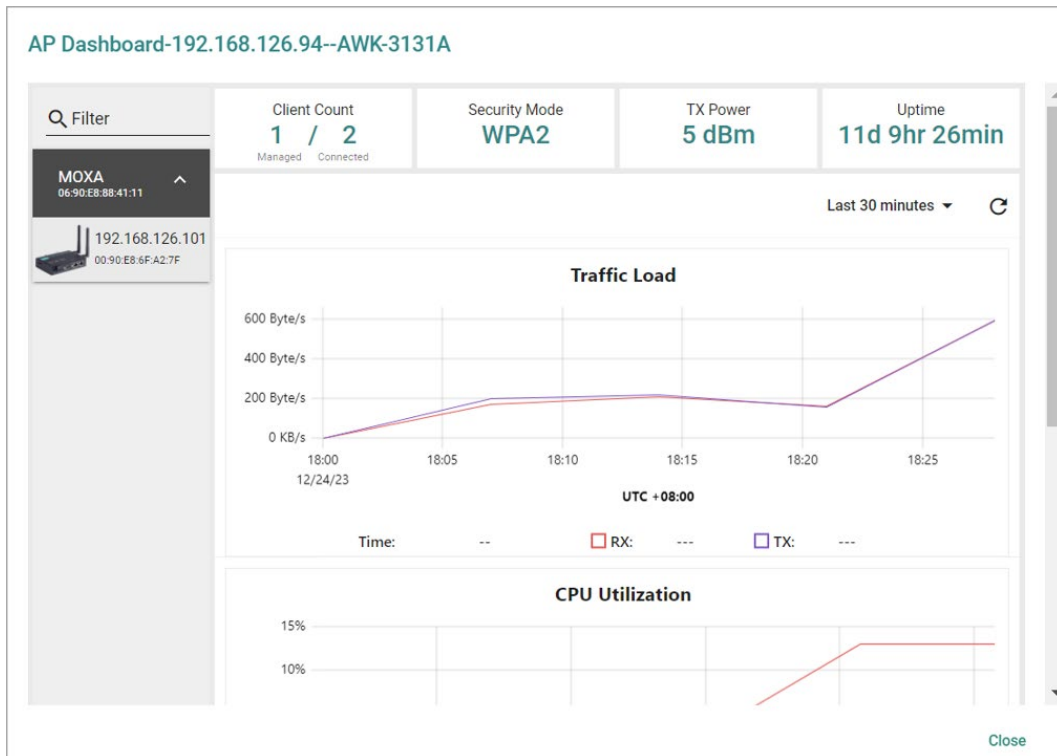 AP Dashboard-192.168.126.94--AWK-3131A
Filter
MOXA
06:90:E8:88:41:11
192.168.126.101
00:90:E8:6F:A2:7F
Client Count
1 / 2
Managed Connected
Security Mode
WPA2
TX Power
5 dBm
Uptime
11d 9hr 26min
Last 30 minutes
Traffic Load
600 Byte/s
400 Byte/s
200 Byte/s
0 KB/s
18:00 18:05 18:10 18:15 18:20 18:25
12/24/23
UTC +08:00
Time: -- RX: --- TX: ---
CPU Utilization
15%
10%
Close